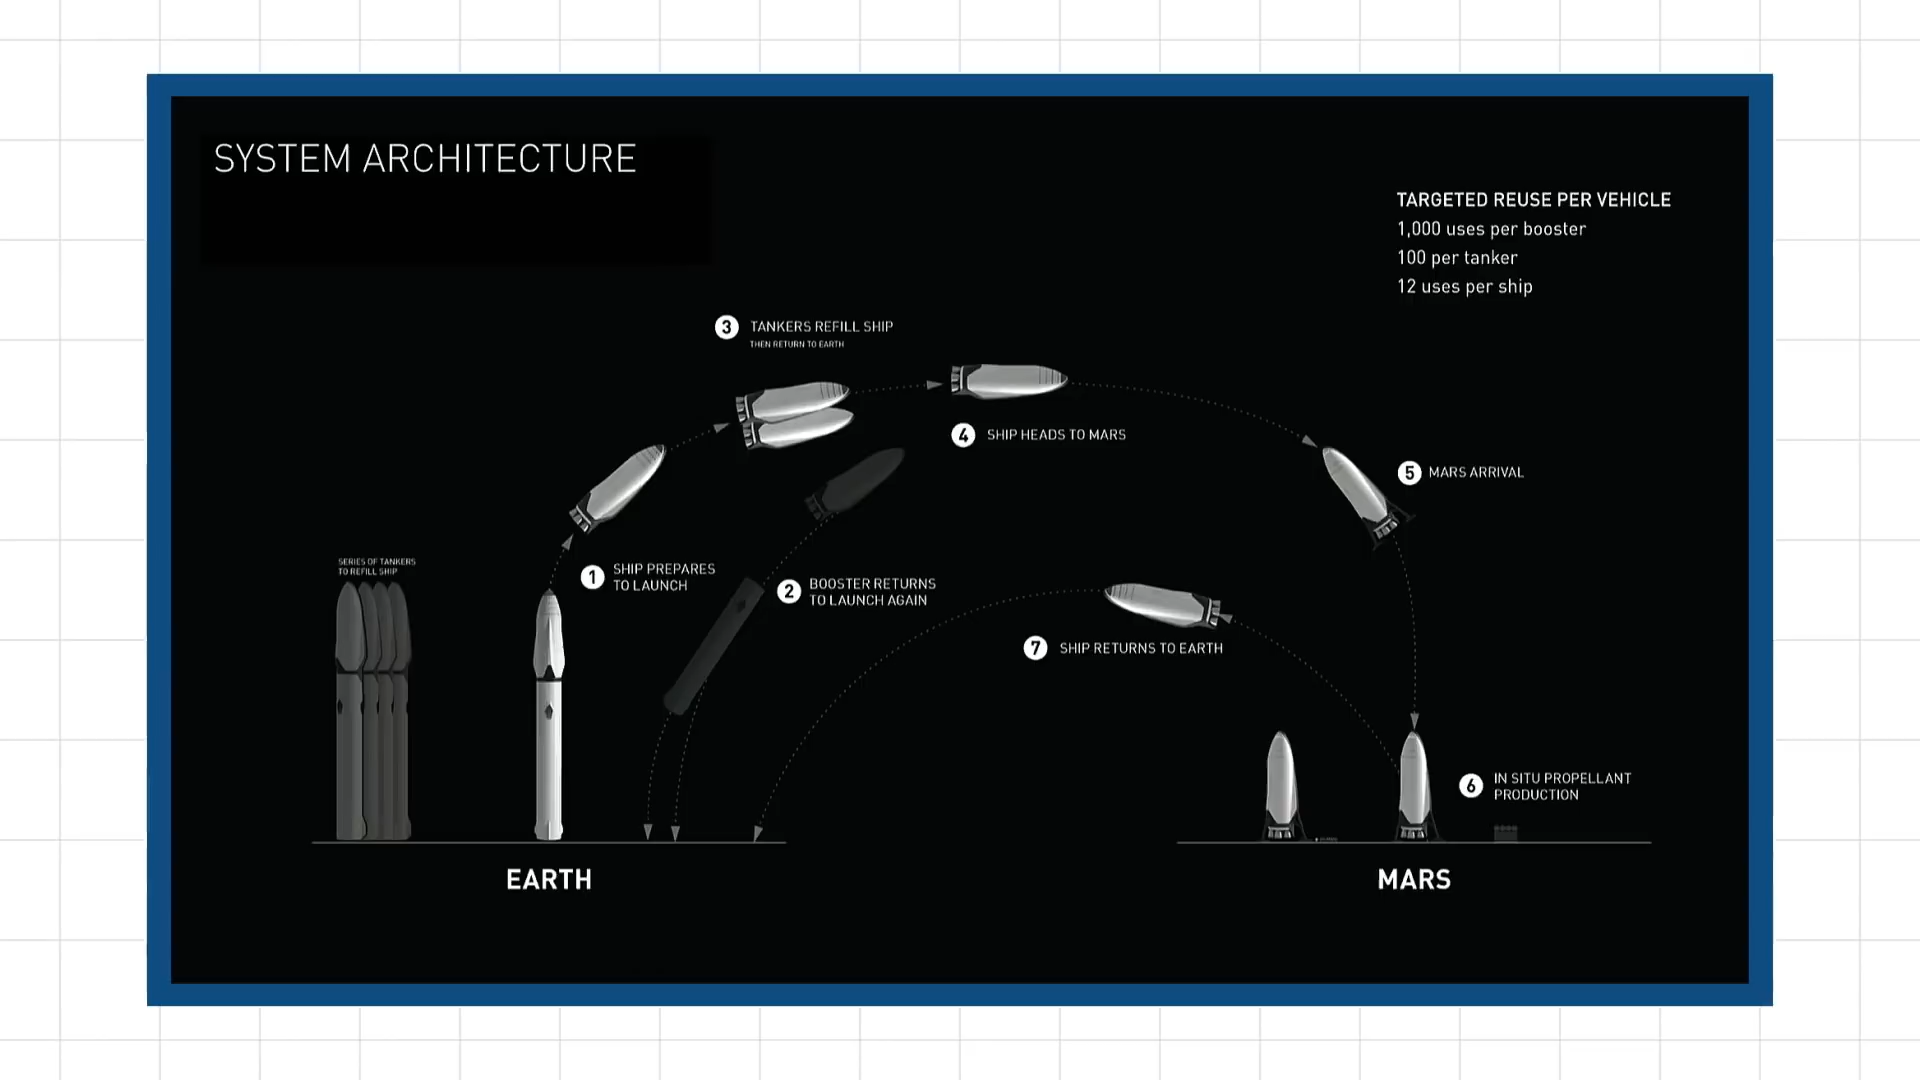 SYSTEM ARCHITECTURE
TARGETED REUSE PER VEHICLE
1,000 uses per booster
100 per tanker
12 uses per ship
3 TANKERS REFILL SHIP
THEN RETURN TO EARTH
4 SHIP HEADS TO MARS
5 MARS ARRIVAL
SERIES OF TANKERS
TO REFILL SHIP
1 SHIP PREPARES
TO LAUNCH
2 BOOSTER RETURNS
TO LAUNCH AGAIN
7 SHIP RETURNS TO EARTH
6 IN SITU PROPELLANT
PRODUCTION
EARTH
MARS